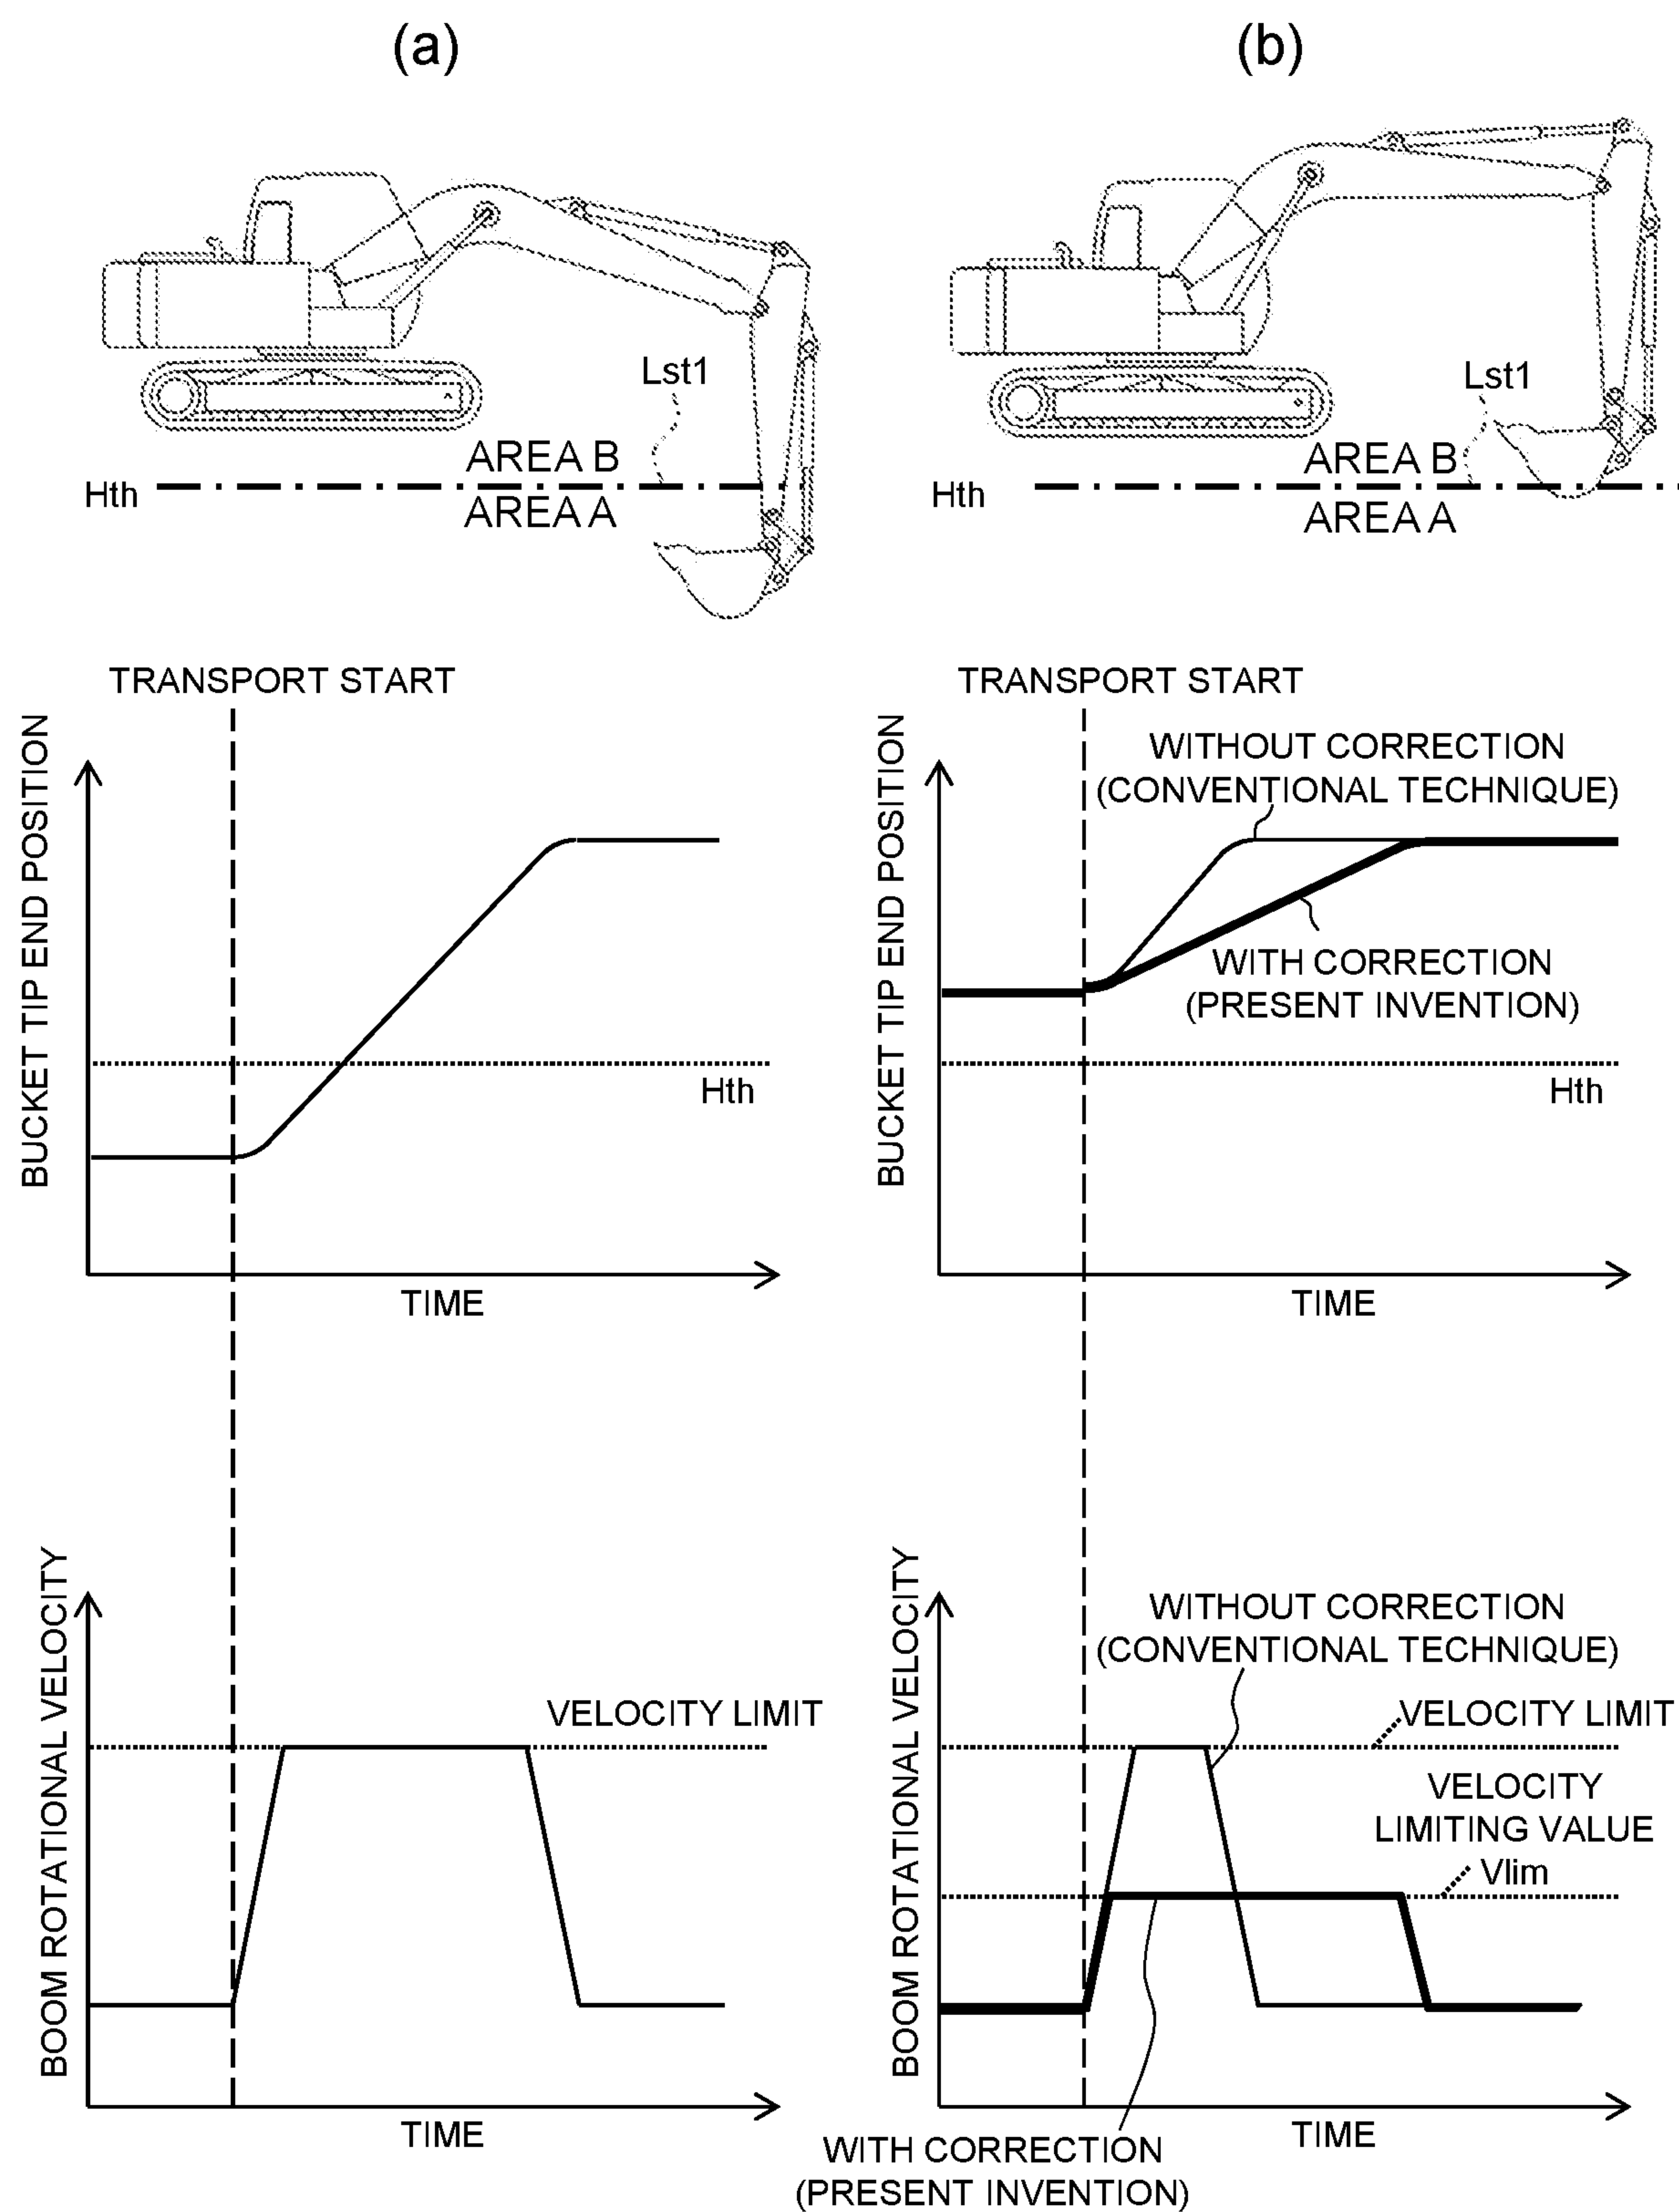 (a)
Lst1
AREA B
Hth
AREA A
TRANSPORT START
BUCKET TIP END POSITION
Hth
TIME
BOOM ROTATIONAL VELOCITY
VELOCITY LIMIT
TIME
(b)
Lst1
AREA B
Hth
AREA A
TRANSPORT START
BUCKET TIP END POSITION
WITHOUT CORRECTION
(CONVENTIONAL TECHNIQUE)
WITH CORRECTION
(PRESENT INVENTION)
Hth
TIME
BOOM ROTATIONAL VELOCITY
WITHOUT CORRECTION
(CONVENTIONAL TECHNIQUE)
VELOCITY LIMIT
VELOCITY
LIMITING VALUE
Vlim
TIME
WITH CORRECTION
(PRESENT INVENTION)